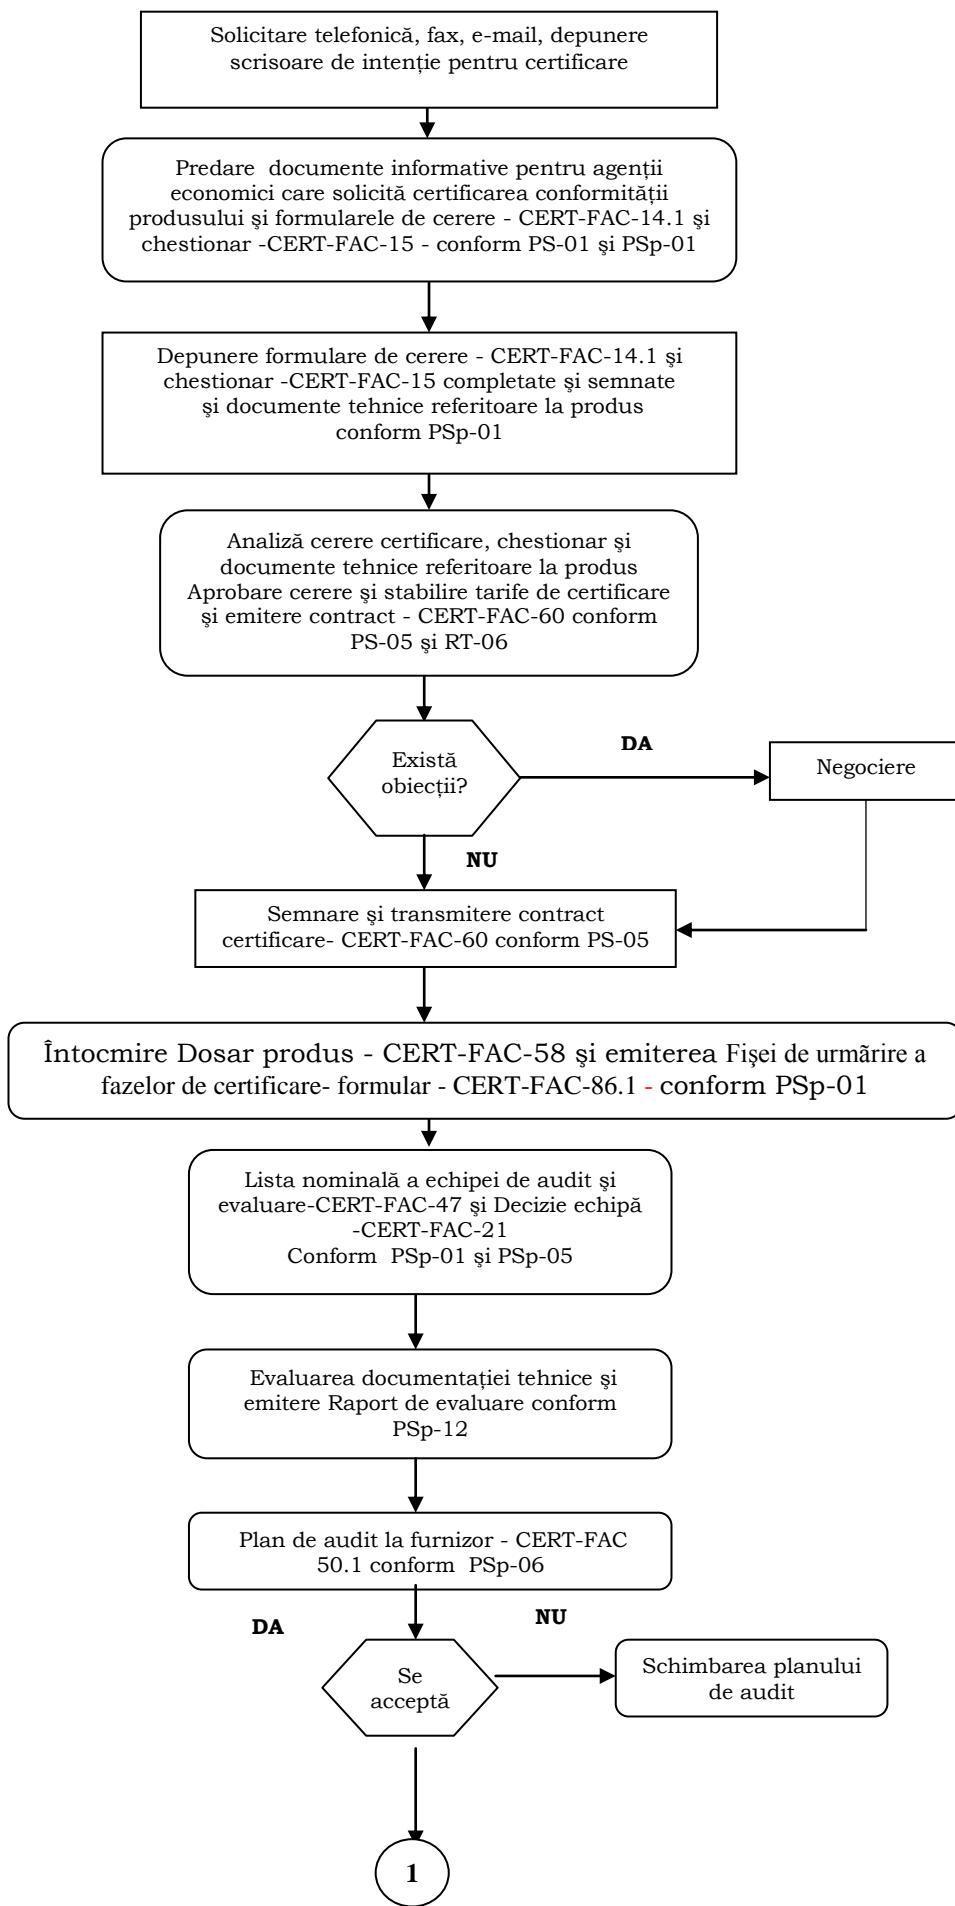 Solicitare telefonică, fax, e-mail, depunere
scrisoare de intenţie pentru certificare
Predare documente informative pentru agenţii
economici care solicită certificarea conformităţii
produsului şi formularele de cerere - CERT-FAC-14.1 şi
chestionar -CERT-FAC-15 - conform PS-01 şi PSp-01
Depunere formulare de cerere - CERT-FAC-14.1 şi
chestionar -CERT-FAC-15 completate şi semnate
şi documente tehnice referitoare la produs
conform PSp-01
Analiză cerere certificare, chestionar şi
documente tehnice referitoare la produs
Aprobare cerere şi stabilire tarife de certificare
şi emitere contract - CERT-FAC-60 conform
PS-05 şi RT-06
Există
obiecţii?
DA
Negociere
NU
Semnare şi transmitere contract
certificare- CERT-FAC-60 conform PS-05
Întocmire Dosar produs - CERT-FAC-58 şi emiterea Fişei de urmãrire a
fazelor de certificare- formular - CERT-FAC-86.1 - conform PSp-01
Lista nominală a echipei de audit şi
evaluare-CERT-FAC-47 şi Decizie echipă
-CERT-FAC-21
Conform PSp-01 şi PSp-05
Evaluarea documentaţiei tehnice şi
emitere Raport de evaluare conform
PSp-12
Plan de audit la furnizor - CERT-FAC
50.1 conform PSp-06
DA
NU
Se
acceptă
Schimbarea planului
de audit
1